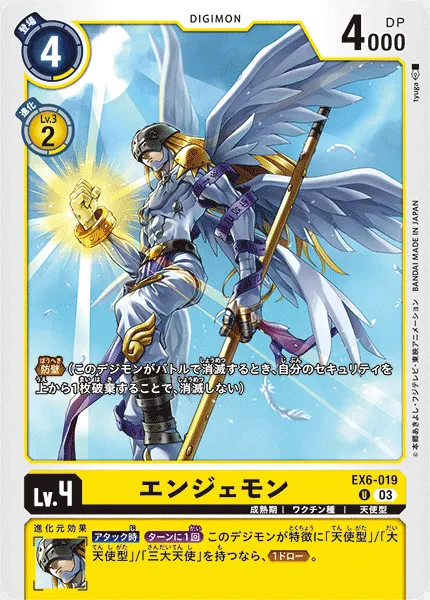 DIGIMON
登場
4
4000
DP
進化
Lv.3
2
tyuga
防壁(このデジモンがバトルで消滅するとき、自分のセキュリティを
上から1枚破棄することで、消滅しない)
© 本郷あきよし・フジテレビ・東映アニメーション BANDAI MADE IN JAPAN
Lv.4
エンジェモン
EX6-019
U 03
成熟期 | ワクチン種 | 天使型
進化元効果
アタック時 ターンに1回 このデジモンが特徴に「天使型」/「大
天使型」/「三大天使」を持つなら、1ドロー。